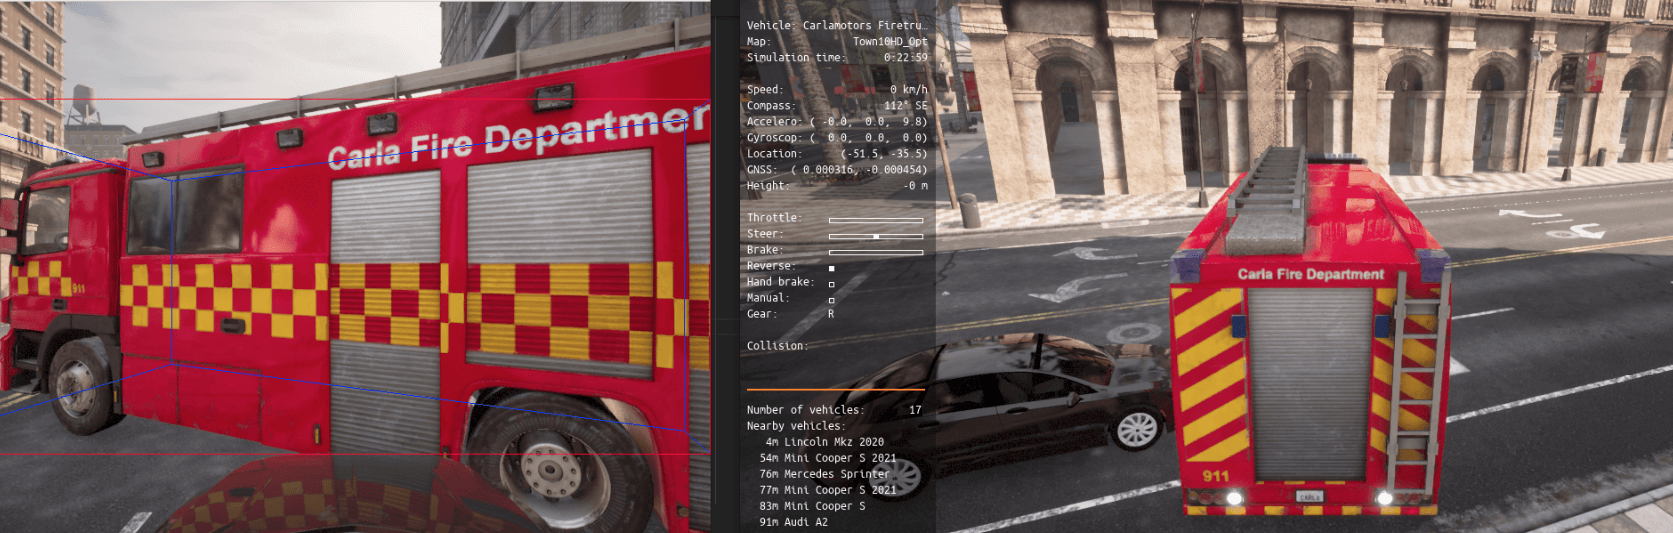 Carla Fire Departmen
911
Vehicle: Carlamotors Firetru…
Map: Town10HD_Opt
Simulation time: 0:22:59
Speed: 0 km/h
Compass: 112° SE
Accelero: ( -0.0, 0.0, 9.8)
Gyroscop: ( 0.0, 0.0, 0.0)
Location: (-51.5, -35.5)
GNSS: ( 0.000316, -0.000454)
Height: -0 m
Throttle:
Steer:
Brake:
Reverse:
Hand brake:
Manual:
Gear: R
Collision:
Number of vehicles: 17
Nearby vehicles:
4m Lincoln Mkz 2020
54m Mini Cooper S 2021
76m Mercedes Sprinter
77m Mini Cooper S 2021
83m Mini Cooper S
91m Audi A2
Carla Fire Department
911
CARLA